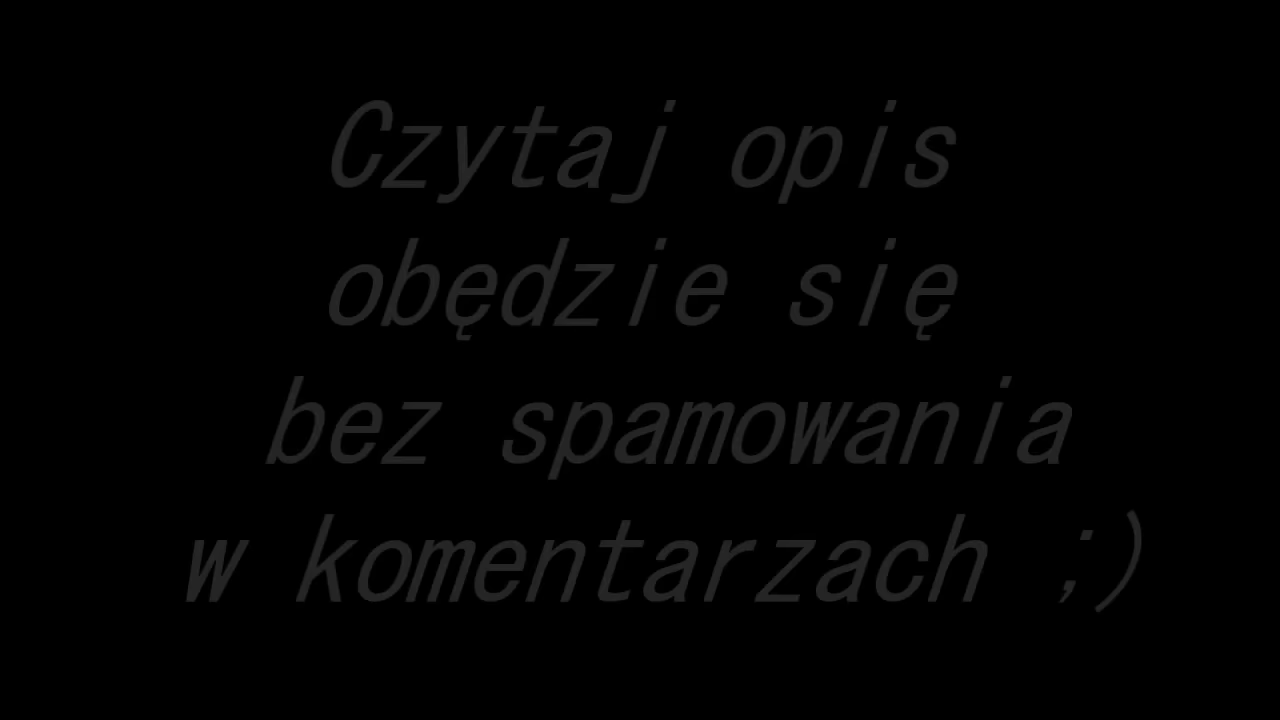 Czytaj opis
obędzie się
bez spamowania
w komentarzach ;)